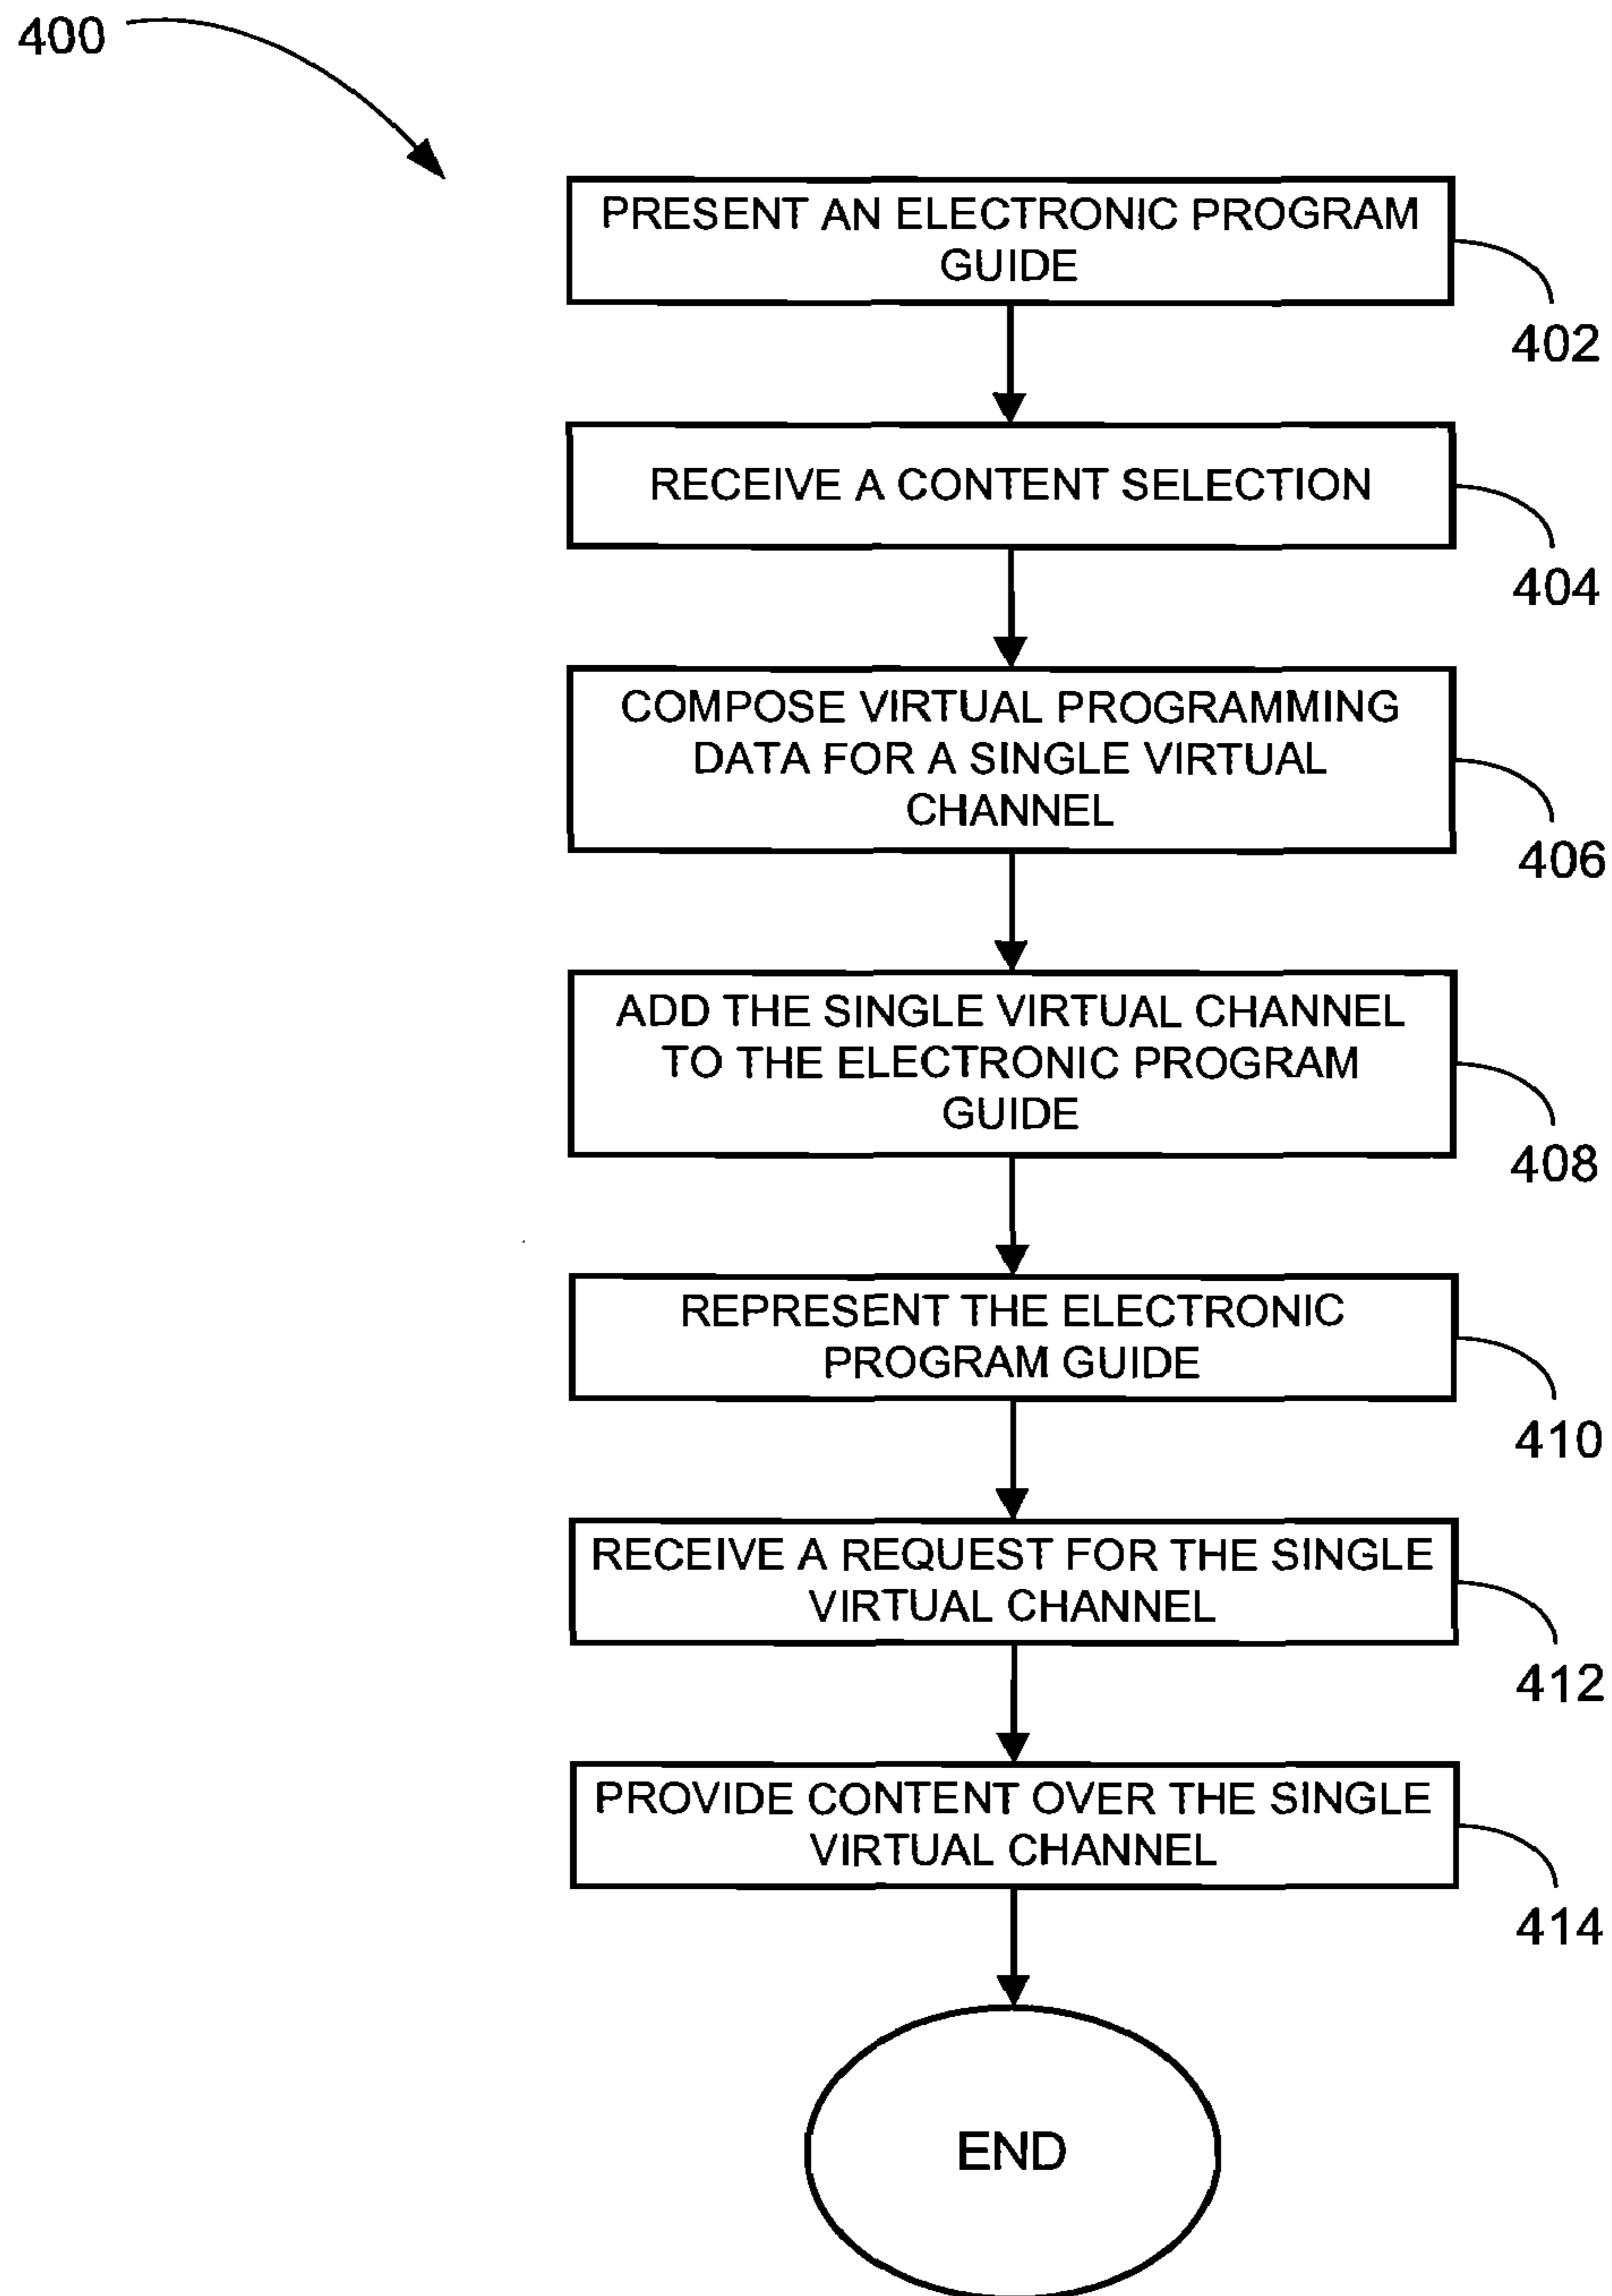 400
PRESENT AN ELECTRONIC PROGRAM
GUIDE
402
RECEIVE A CONTENT SELECTION
404
COMPOSE VIRTUAL PROGRAMMING
DATA FOR A SINGLE VIRTUAL
CHANNEL
406
ADD THE SINGLE VIRTUAL CHANNEL
TO THE ELECTRONIC PROGRAM
GUIDE
408
REPRESENT THE ELECTRONIC
PROGRAM GUIDE
410
RECEIVE A REQUEST FOR THE SINGLE
VIRTUAL CHANNEL
412
PROVIDE CONTENT OVER THE SINGLE
VIRTUAL CHANNEL
414
END